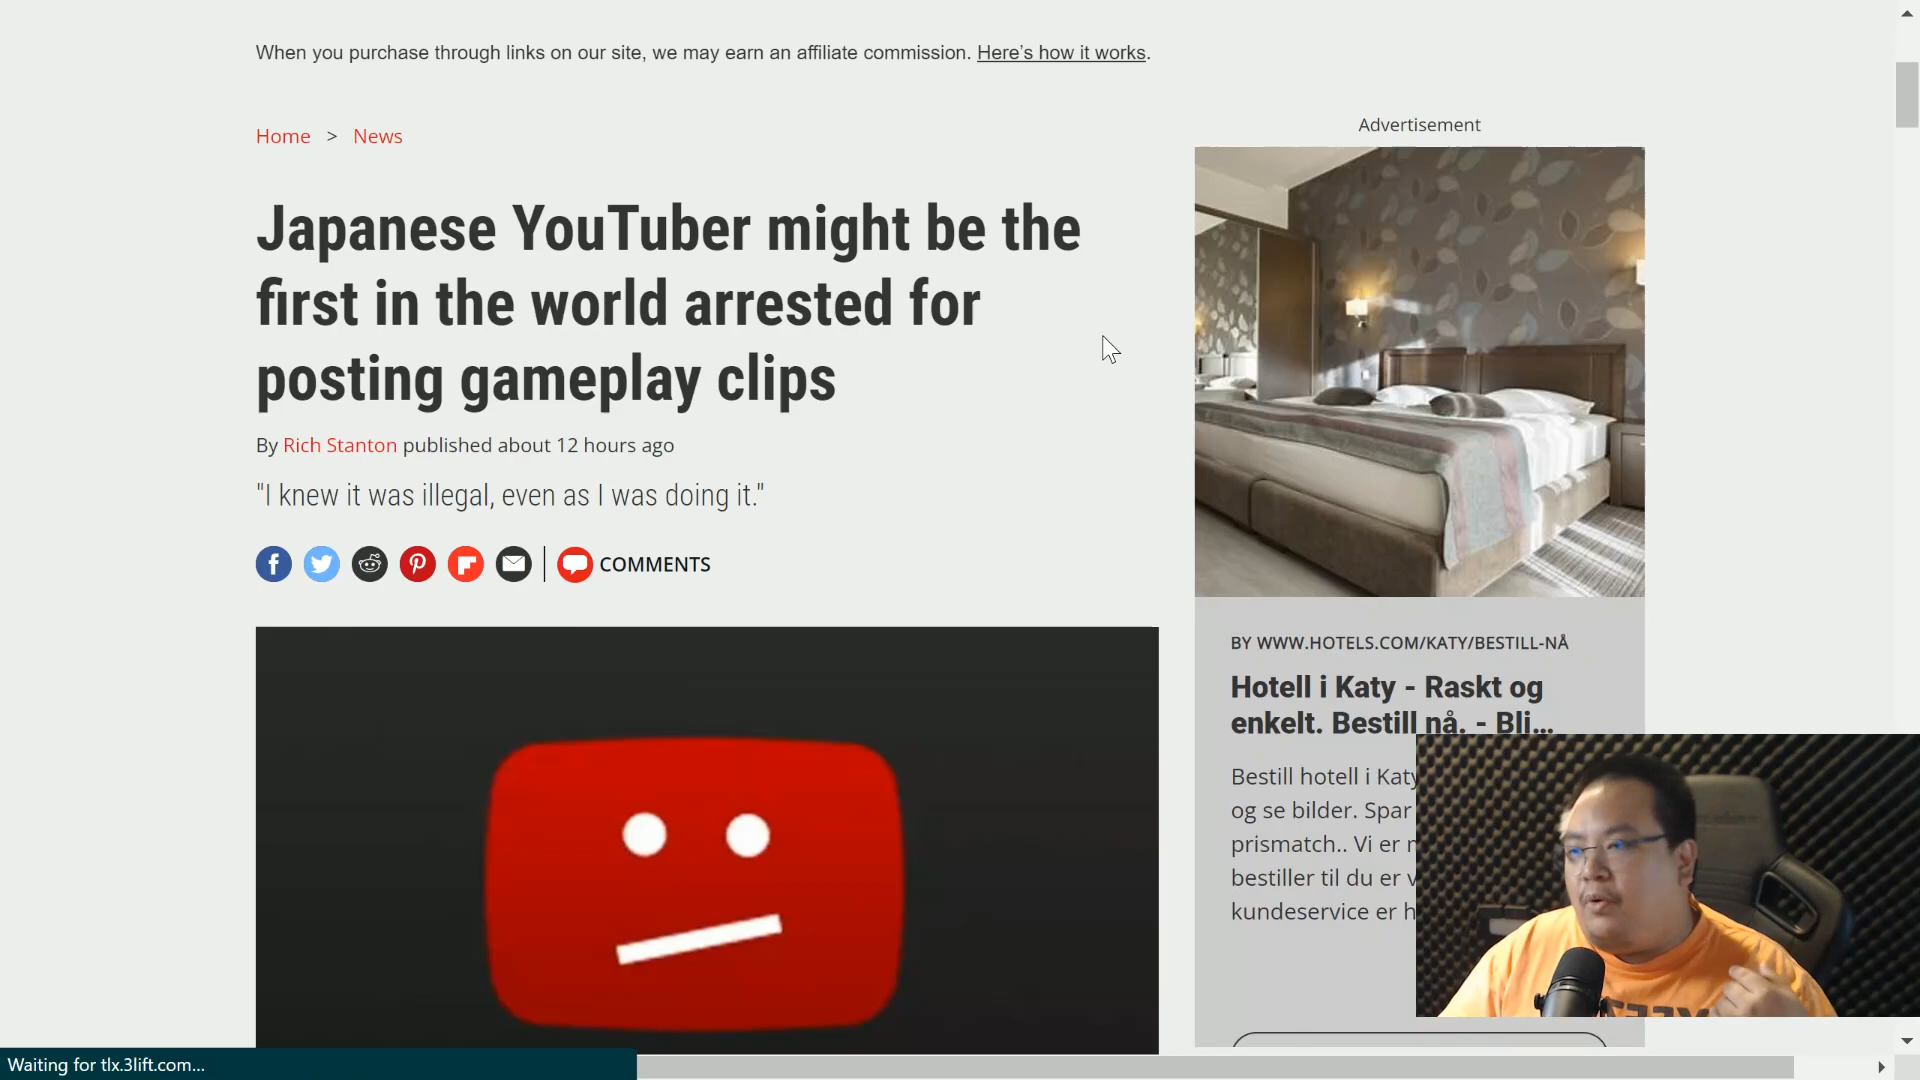 When you purchase through links on our site, we may earn an affiliate commission. Here's how it works.
Home > News
Japanese YouTuber might be the
first in the world arrested for
posting gameplay clips
By Rich Stanton published about 12 hours ago
"I knew it was illegal, even as I was doing it."
COMMENTS
Advertisement
BY WWW.HOTELS.COM/KATY/BESTILL-NÅ
Hotell i Katy - Raskt og
enkelt. Bestill nå. - Bli...
Bestill hotell i Katy
og se bilder. Spar
prismatch.. Vi er
bestiller til du er
kundeservice er
Waiting for tlx.3lift.com...